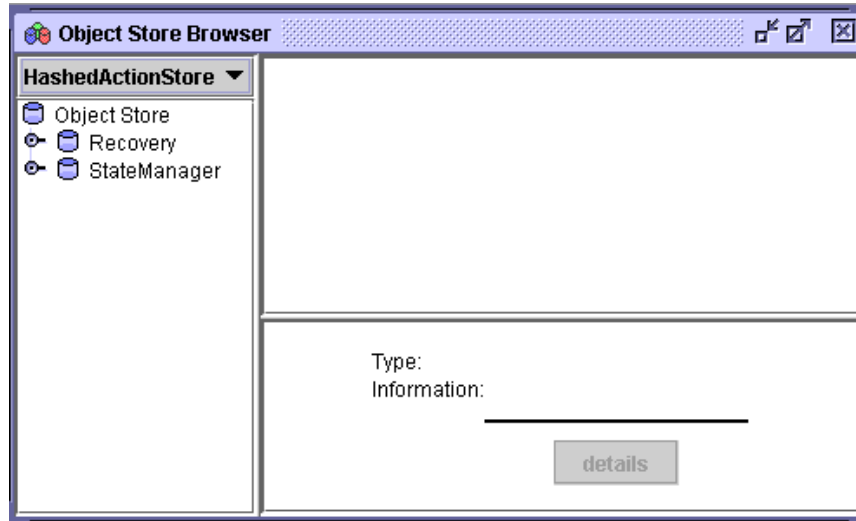 Object Store Browser
HashedActionStore
Object Store
Recovery
StateManager
Type:
Information:
details